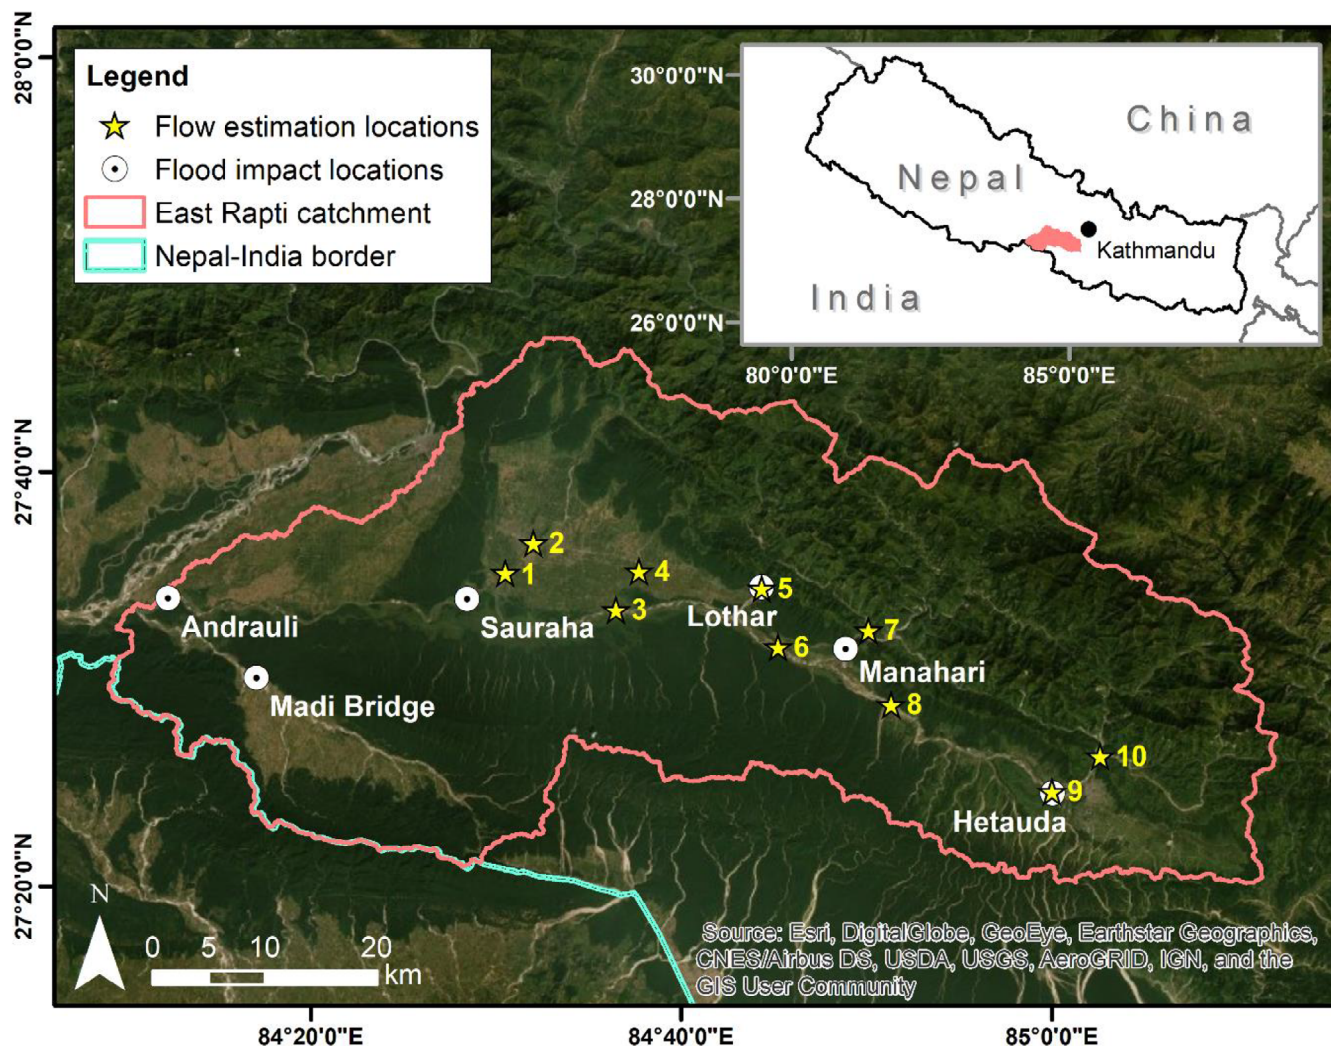 Legend
Flow estimation locations
Flood impact locations
East Rapti catchment
Nepal-India border
28°0'0"N
27°40'0"N
27°20'0"N
30°0'0"N
28°0'0"N
26°0'0"N
80°0'0"E
85°0'0"E
China
Nepal
Kathmandu
India
2
1
4
5
3
Lothar
Andrauli
Sauraha
6
7
Manahari
Madi Bridge
8
10
9
Hetauda
N
0 5 10 20
km
Source: Esri, DigitalGlobe, GeoEye, Earthstar Geographics,
CNES/Airbus DS, USDA, USGS, AeroGRID, IGN, and the
GIS User Community
84°20'0"E
84°40'0"E
85°0'0"E